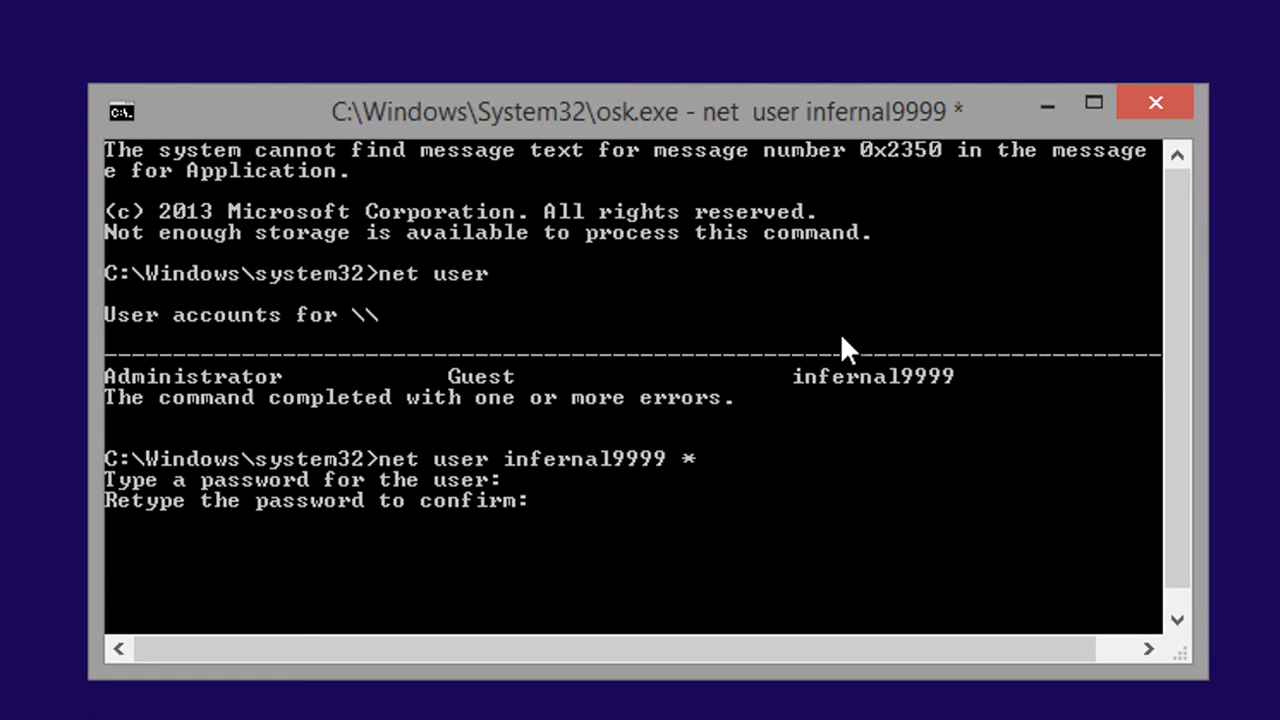 C:\Windows\System32\osk.exe - net  user infernal9999 *
The system cannot find message text for message number 0x2350 in the message
e for Application.
(c) 2013 Microsoft Corporation. All rights reserved.
Not enough storage is available to process this command.
C:\Windows\system32>net user
User accounts for \\
-------------------------------------------------------------------------------
Administrator            Guest                    infernal9999
The command completed with one or more errors.
C:\Windows\system32>net user infernal9999 *
Type a password for the user:
Retype the password to confirm: